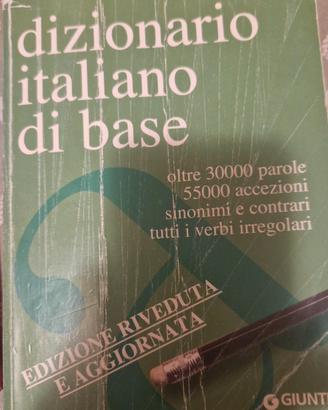 dizionario
italiano
di base
oltre 30000 parole
55000 accezioni
sinonimi e contrari
tutti i verbi irregolari
EDIZIONE RIVEDUTA
E AGGIORNATA
GIUNTI